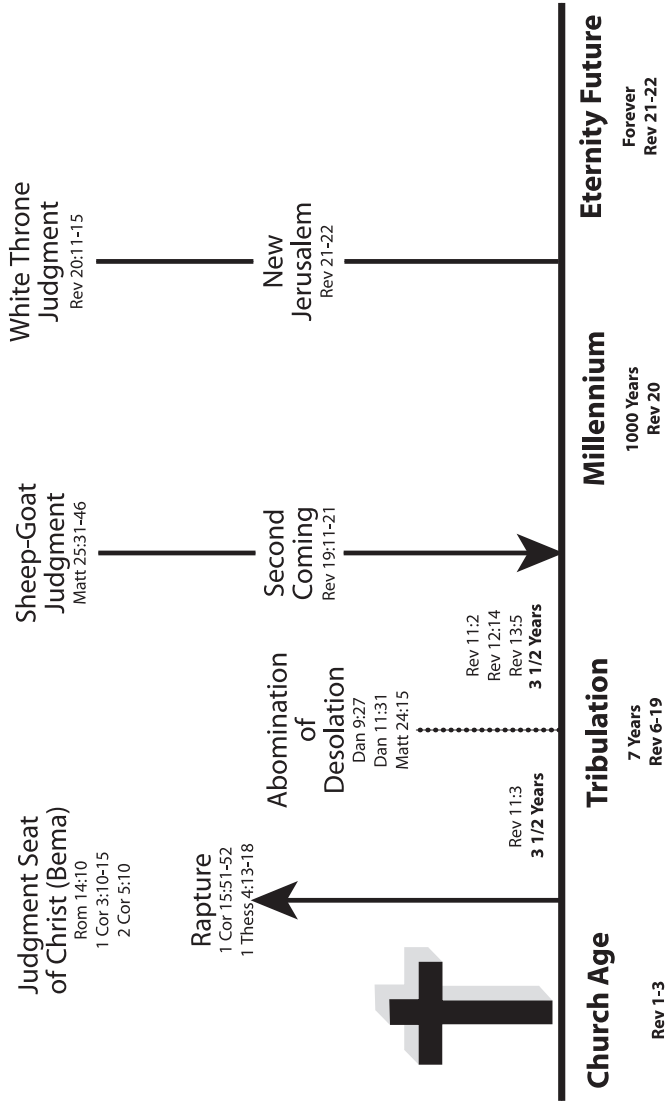 Judgment Seat
of Christ (Bema)
Rom 14:10
1 Cor 3:10-15
2 Cor 5:10
Sheep-Goat
Judgment
Matt 25:31-46
White Throne
Judgment
Rev 20:11-15
Rapture
1 Cor 15:51-52
1 Thess 4:13-18
Abomination
of
Desolation
Dan 9:27
Dan 11:31
Matt 24:15
Second
Coming
Rev 19:11-21
New
Jerusalem
Rev 21-22
Rev 11:3
3 1/2 Years
Rev 11:2
Rev 12:14
Rev 13:5
3 1/2 Years
Church Age
Rev 1-3
Tribulation
7 Years
Rev 6-19
Millennium
1000 Years
Rev 20
Eternity Future
Forever
Rev 21-22